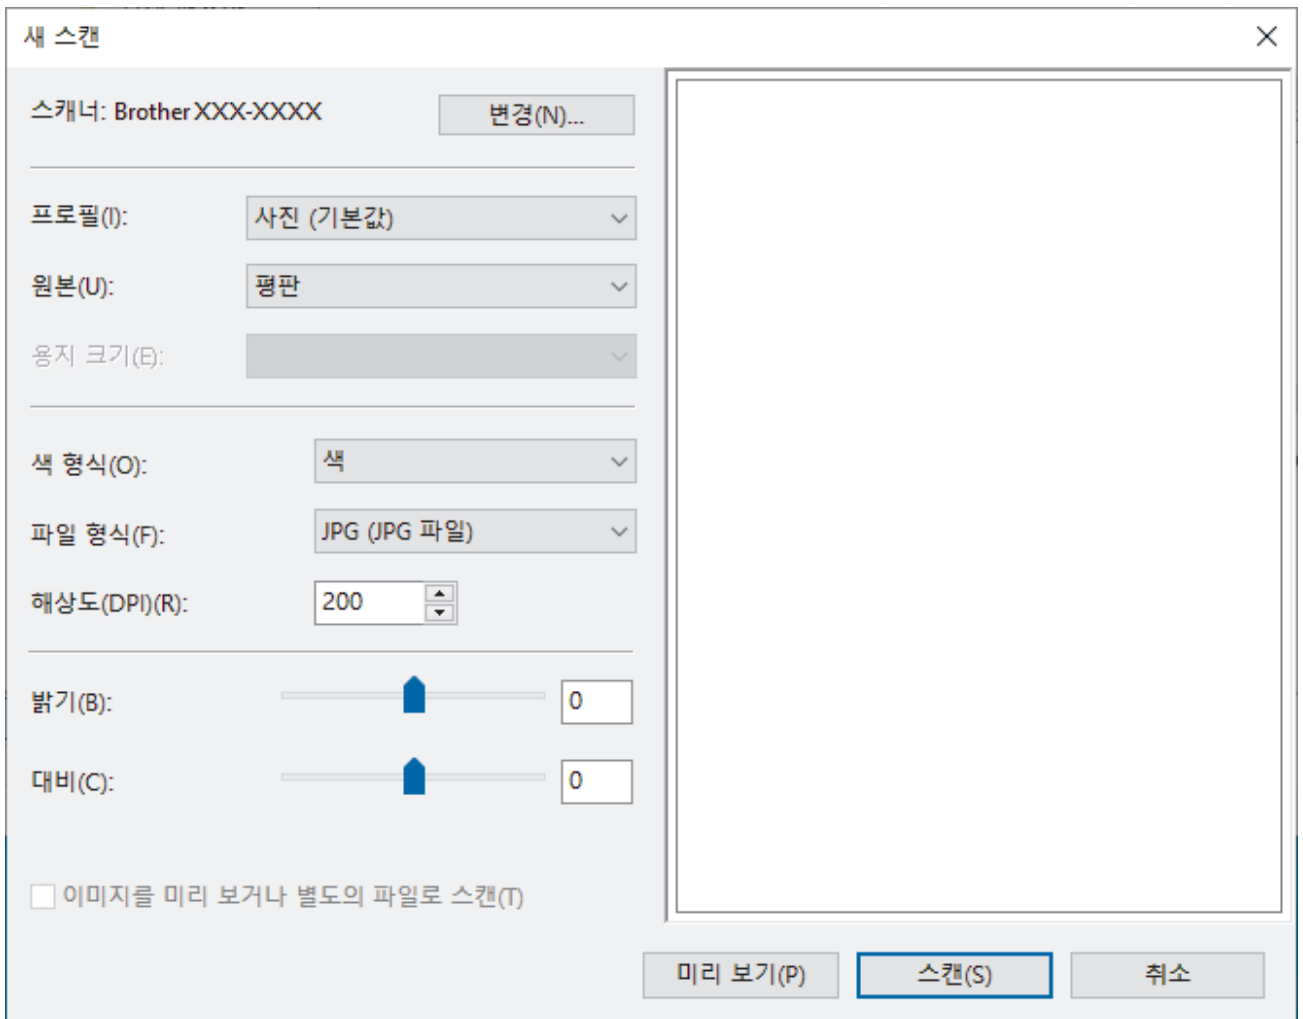 새 스캔
스캐너: Brother XXX-XXXX
변경(N)...
프로필(I):
사진 (기본값)
원본(U):
평판
용지 크기(E):
색 형식(O):
색
파일 형식(F):
JPG (JPG 파일)
해상도(DPI)(R):
200
밝기(B):
0
대비(C):
0
이미지를 미리 보거나 별도의 파일로 스캔(T)
미리 보기(P)
스캔(S)
취소